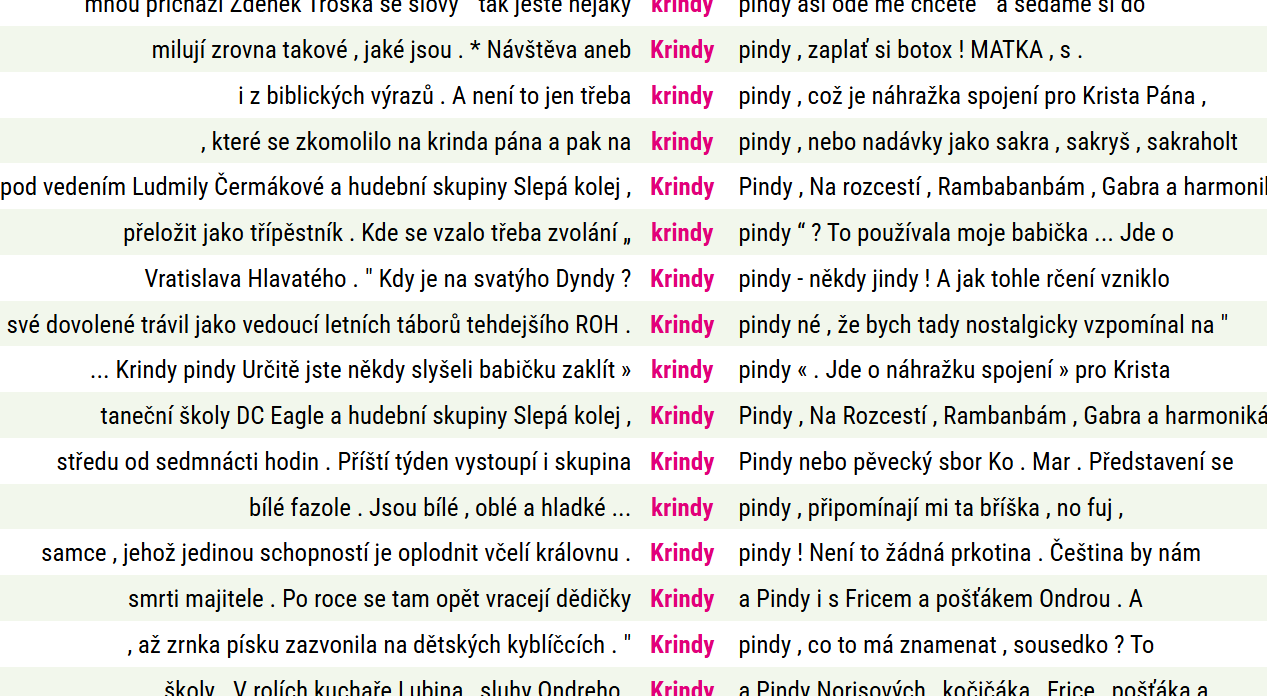 mnou přichází Zdeněk Troška se slovy " tak ještě nějaký krindy pindy asi ode mě chcete " a sedáme si do
milují zrovna takové , jaké jsou . * Návštěva aneb Krindy pindy , zaplať si botox ! MATKA , s .
i z biblických výrazů . A není to jen třeba krindy pindy , což je náhražka spojení pro Krista Pána ,
, které se zkomolilo na krinda pána a pak na krindy pindy , nebo nadávky jako sakra , sakryš , sakraholt
pod vedením Ludmily Čermákové a hudební skupiny Slepá kolej , Krindy Pindy , Na rozcestí , Rambabanbám , Gabra a harmonik
přeložit jako třípěstník . Kde se vzalo třeba zvolání „ krindy pindy “ ? To používala moje babička ... Jde o
Vratislava Hlavatého . " Kdy je na svatýho Dyndy ? Krindy pindy - někdy jindy ! A jak tohle rčení vzniklo
své dovolené trávil jako vedoucí letních táborů tehdejšího ROH . Krindy pindy né , že bych tady nostalgicky vzpomínal na "
... Krindy pindy Určitě jste někdy slyšeli babičku zaklít » krindy pindy « . Jde o náhražku spojení » pro Krista
taneční školy DC Eagle a hudební skupiny Slepá kolej , Krindy Pindy , Na Rozcestí , Rambanbám , Gabra a harmoniká
středu od sedmnácti hodin . Příští týden vystoupí i skupina Krindy Pindy nebo pěvecký sbor Ko . Mar . Představení se
bílé fazole . Jsou bílé , oblé a hladké ... krindy pindy , připomínají mi ta bříška , no fuj ,
samce , jehož jedinou schopností je oplodnit včelí královnu . Krindy pindy ! Není to žádná prkotina . Čeština by nám
smrti majitele . Po roce se tam opět vracejí dědičky Krindy a Pindy i s Fricem a pošťákem Ondrou . A
, až zrnka písku zazvonila na dětských kyblíčcích . " Krindy pindy , co to má znamenat , sousedko ? To
školy . V rolích kuchaře Lubina , sluhy Ondreho , Krindy a Pindy Norisových , kočičáka , Frice , pošťáka a